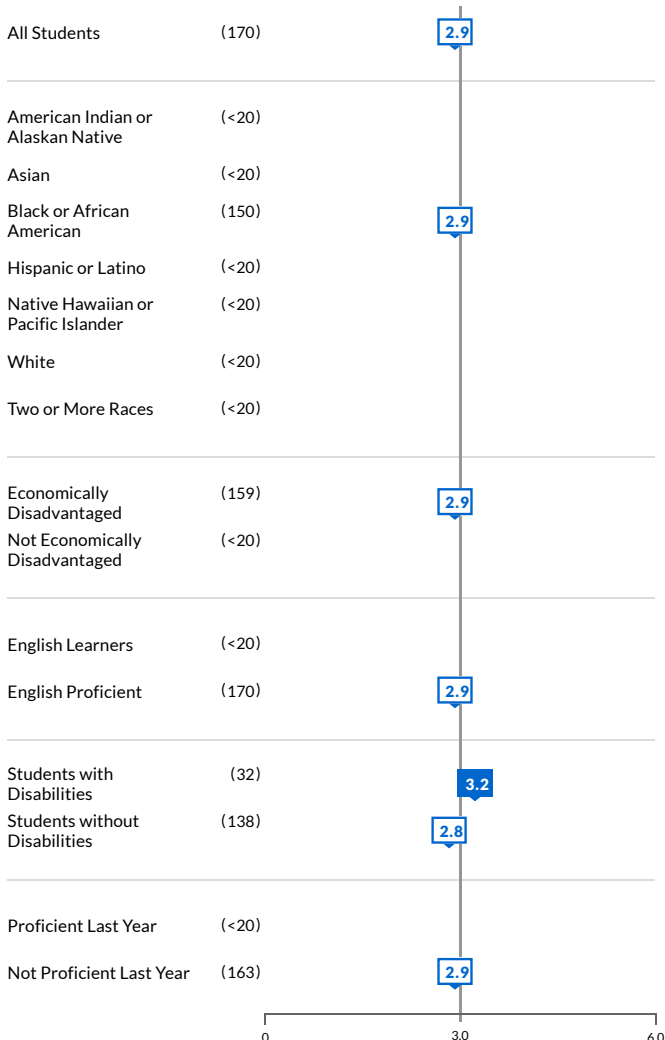 All Students (170) 2.9
American Indian or (<20)
Alaskan Native
Asian (<20)
Black or African (150) 2.9
American
Hispanic or Latino (<20)
Native Hawaiian or (<20)
Pacific Islander
White (<20)
Two or More Races (<20)
Economically (159) 2.9
Disadvantaged
Not Economically (<20)
Disadvantaged
English Learners (<20)
English Proficient (170) 2.9
Students with (32) 3.2
Disabilities
Students without (138) 2.8
Disabilities
Proficient Last Year (<20)
Not Proficient Last Year (163) 2.9
0 3.0 6.0